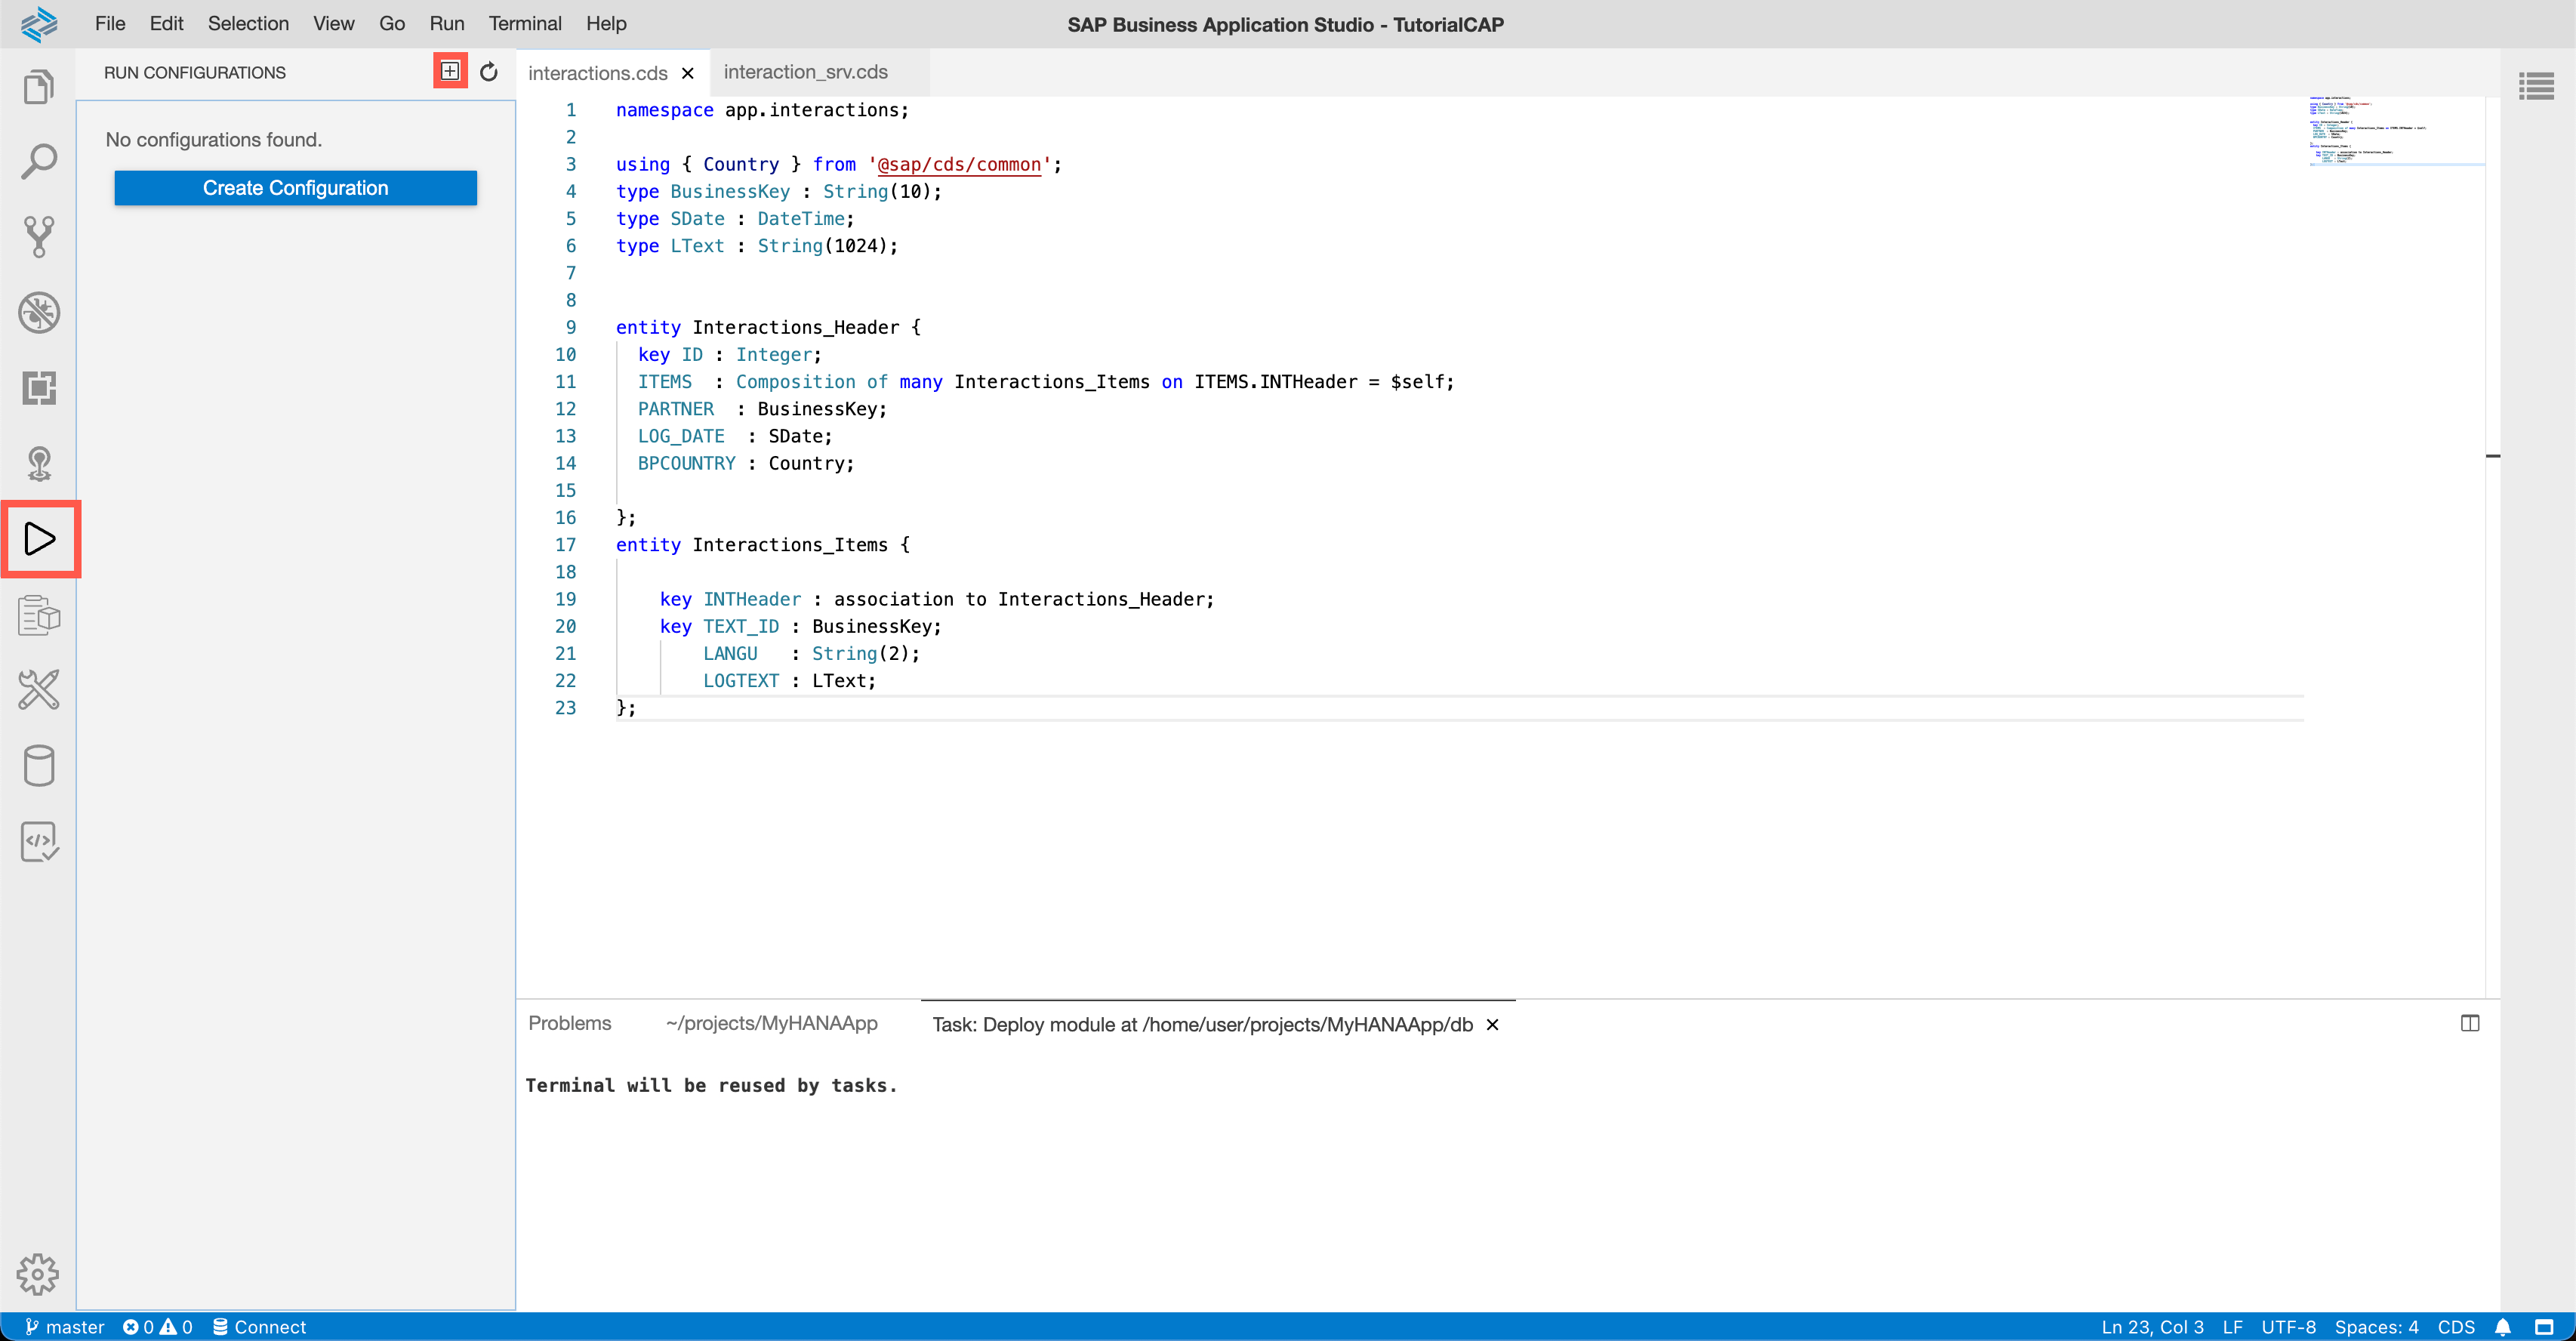 File Edit Selection View Go Run Terminal Help
SAP Business Application Studio - TutorialCAP
RUN CONFIGURATIONS
No configurations found.
Create Configuration
interactions.cds
interaction_srv.cds
1 namespace app.interactions;
2
3 using { Country } from '@sap/cds/common';
4 type BusinessKey : String(10);
5 type SDate : DateTime;
6 type LText : String(1024);
7
8
9 entity Interactions_Header {
10 key ID : Integer;
11 ITEMS : Composition of many Interactions_Items on ITEMS.INTHeader = $self;
12 PARTNER : BusinessKey;
13 LOG_DATE : SDate;
14 BPCOUNTRY : Country;
15
16 };
17 entity Interactions_Items {
18
19 key INTHeader : association to Interactions_Header;
20 key TEXT_ID : BusinessKey;
21 LANGU : String(2);
22 LOGTEXT : LText;
23 };
Problems ~/projects/MyHANAApp Task: Deploy module at /home/user/projects/MyHANAApp/db
Terminal will be reused by tasks.
master 0 0 Connect
Ln 23, Col 3 LF UTF-8 Spaces: 4 CDS